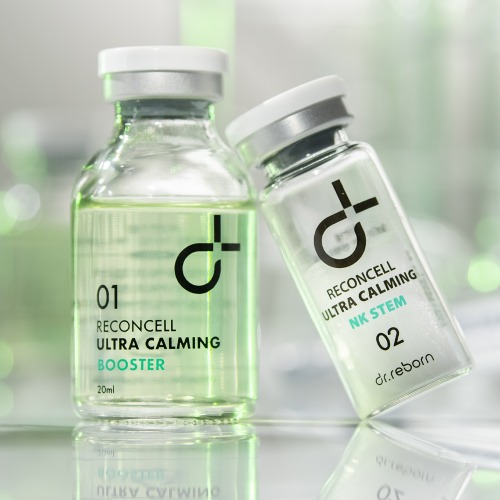 01
RECONCELL
ULTRA CALMING
BOOSTER
20ml
RECONCELL
ULTRA CALMING
NK STEM
02
dr.reborn